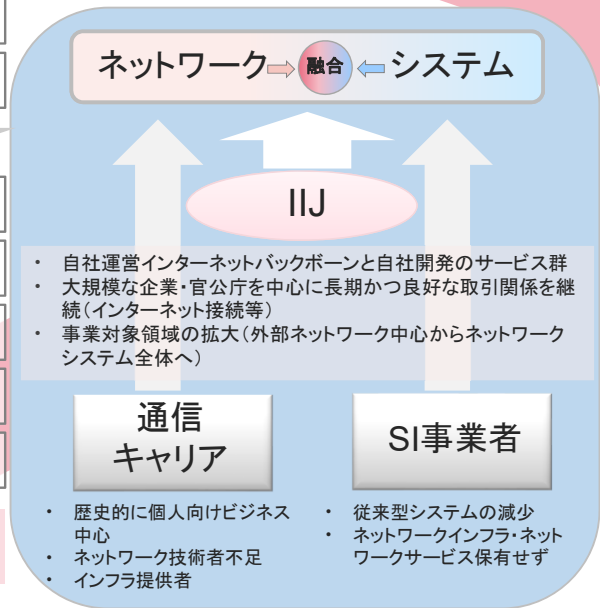 ネットワーク 融合 システム
IIJ
・ 自社運営インターネットバックボーンと自社開発のサービス群
・ 大規模な企業・官公庁を中心に長期かつ良好な取引関係を継
続(インターネット接続等)
・ 事業対象領域の拡大(外部ネットワーク中心からネットワーク
システム全体へ)
通信
キャリア
・ 歴史的に個人向けビジネス
中心
・ ネットワーク技術者不足
・ インフラ提供者
SI事業者
・ 従来型システムの減少
・ ネットワークインフラ・ネット
ワークサービス保有せず